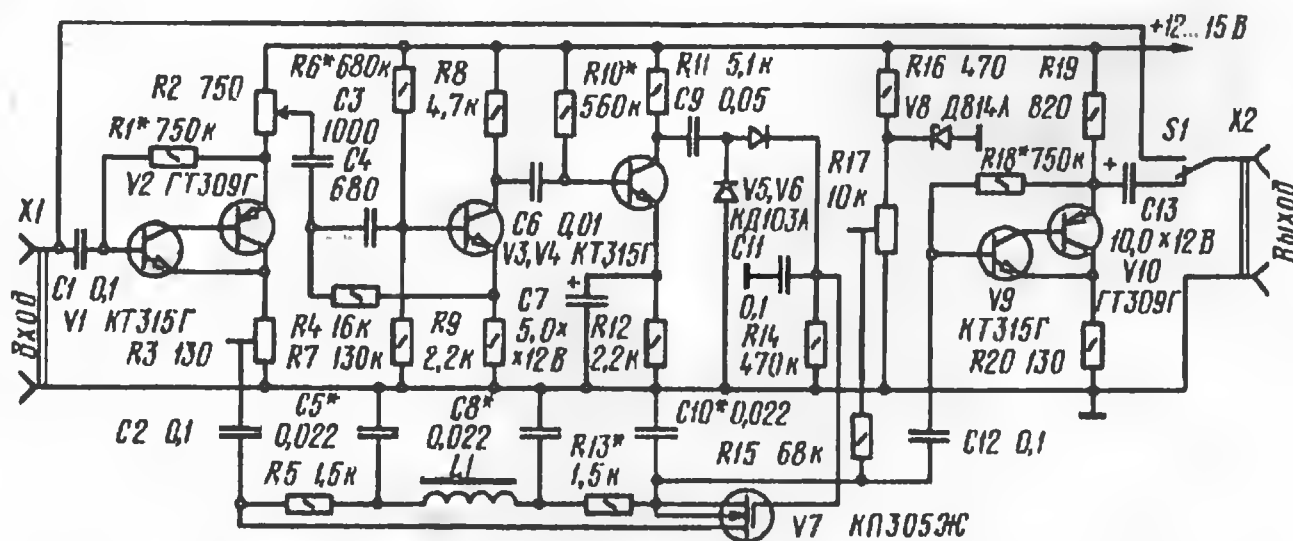 +12...15 В
R6* 680к
R8
4,7к
R10*
560к
R11 5,1к
C9 0,05
R16 470
R19
820
V8 Д814А
S1
X2
R2 750
R1* 750к
C3
1000
C4
680
V2 ГТ309Г
X1
C1 0,1
V1 КТ315Г
Вход
R3 130
C6 0,01
V3, V4 КТ315Г
V5, V6
КД103А
C11
0,1
R17
10к
R18* 750к
C13
10,0 × 12 В
V10
ГТ309Г
V9
КТ315Г
R20 130
Выход
R4 16к
R7 130к
R9
2,2к
C7
5,0 ×
× 12 В
R12
2,2к
R14
470к
C2 0,1
C5*
0,022
C8*
0,022
C10* 0,022
R5 1,5к
L1
R13*
1,5к
R15 68к
C12 0,1
V7 КП305Ж